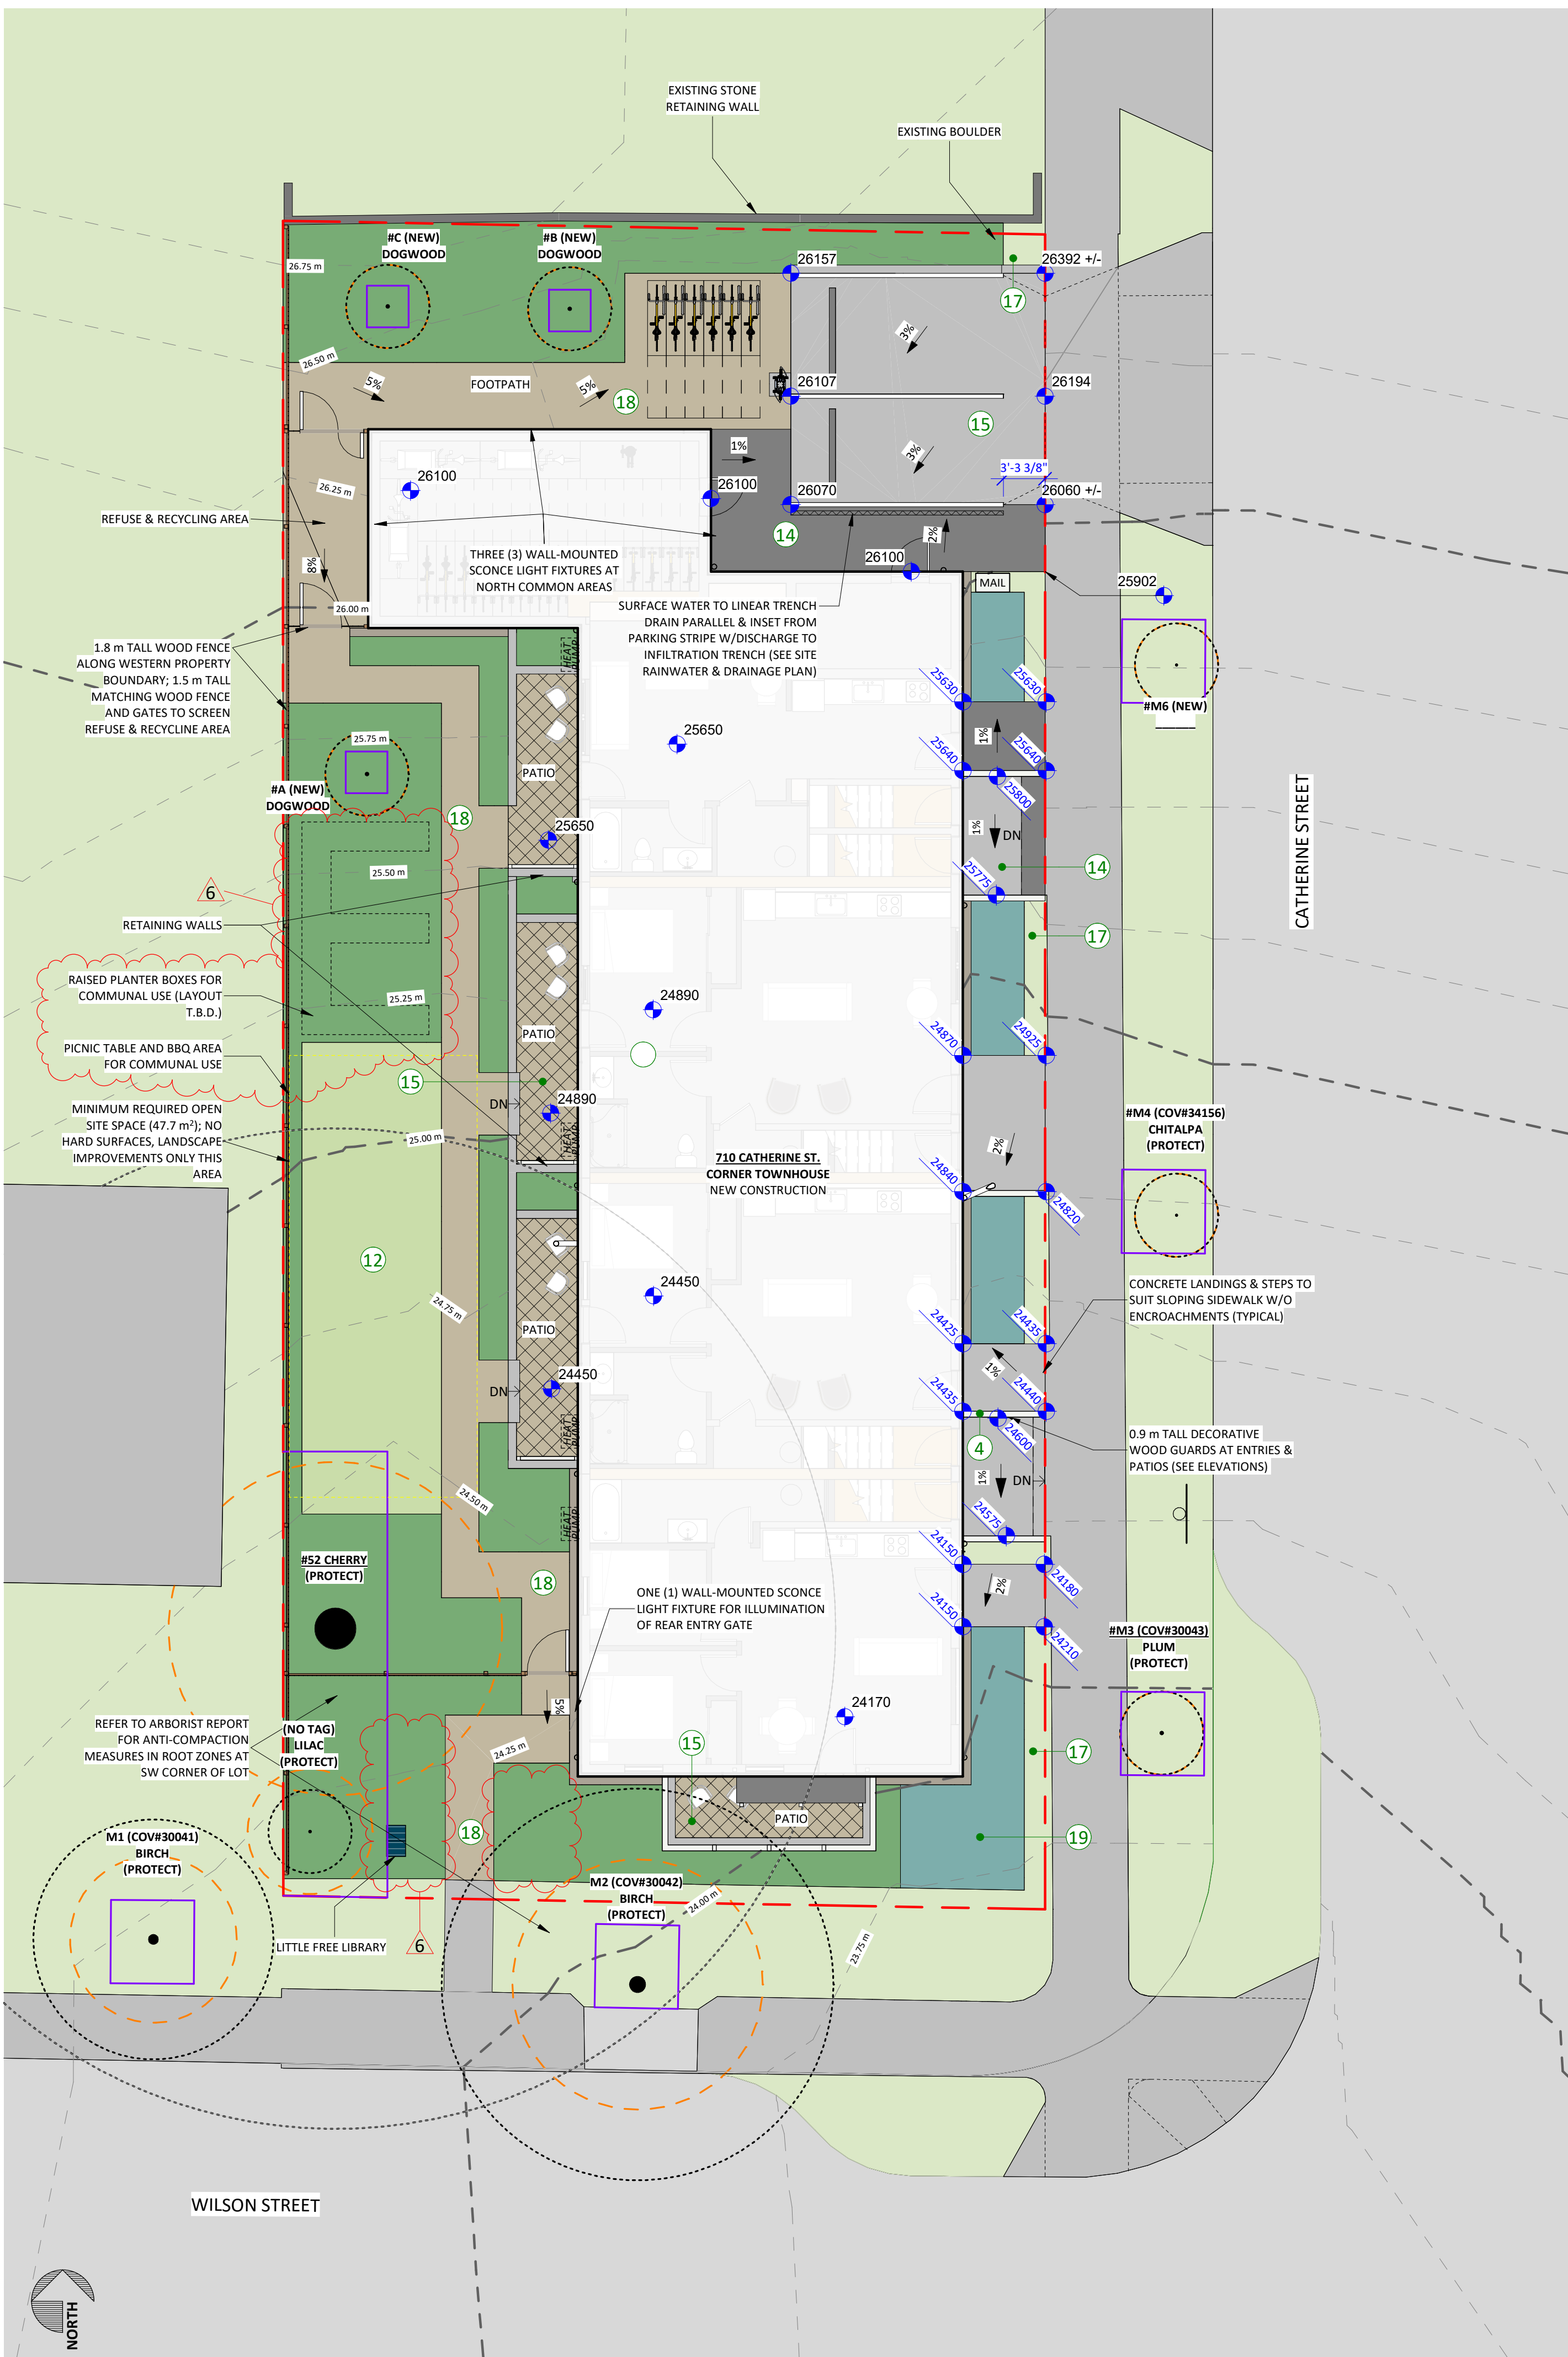 EXISTING STONE
RETAINING WALL
EXISTING BOULDER
#C (NEW)
DOGWOOD
#B (NEW)
DOGWOOD
26157
26392 +/-
26.75 m
17
3%
26.50 m
5%
FOOTPATH
5%
18
26107
26194
15
3%
1%
3'-3 3/8"
26100
26100
26070
26060 +/-
26.25 m
REFUSE & RECYCLING AREA
14
2%
8%
THREE (3) WALL-MOUNTED
SCONCE LIGHT FIXTURES AT
NORTH COMMON AREAS
26100
MAIL
25902
26.00 m
SURFACE WATER TO LINEAR TRENCH
DRAIN PARALLEL & INSET FROM
PARKING STRIPE W/DISCHARGE TO
INFILTRATION TRENCH (SEE SITE
RAINWATER & DRAINAGE PLAN)
1.8 m TALL WOOD FENCE
ALONG WESTERN PROPERTY
BOUNDARY; 1.5 m TALL
MATCHING WOOD FENCE
AND GATES TO SCREEN
REFUSE & RECYCLINE AREA
HEAT
PUMP
25630
25630
#M6 (NEW)
25.75 m
25650
1%
25640
25640
PATIO
25800
#A (NEW)
DOGWOOD
18
25650
1%
DN
CATHERINE STREET
25.50 m
25775
14
6
RETAINING WALLS
17
RAISED PLANTER BOXES FOR
COMMUNAL USE (LAYOUT
T.B.D.)
25.25 m
24890
PATIO
24870
24925
PICNIC TABLE AND BBQ AREA
FOR COMMUNAL USE
15
DN
24890
MINIMUM REQUIRED OPEN
SITE SPACE (47.7 m²); NO
HARD SURFACES, LANDSCAPE
IMPROVEMENTS ONLY THIS
AREA
25.00 m
HEAT
PUMP
#M4 (COV#34156)
CHITALPA
(PROTECT)
2%
710 CATHERINE ST.
CORNER TOWNHOUSE
NEW CONSTRUCTION
24840
24820
12
24450
24.75 m
PATIO
CONCRETE LANDINGS & STEPS TO
SUIT SLOPING SIDEWALK W/O
ENCROACHMENTS (TYPICAL)
24425
24435
1%
24450
DN
24435
24440
24600
HEAT
PUMP
4
0.9 m TALL DECORATIVE
WOOD GUARDS AT ENTRIES &
PATIOS (SEE ELEVATIONS)
1%
DN
24.50 m
HEAT
PUMP
24575
24150
24180
#52 CHERRY
(PROTECT)
18
ONE (1) WALL-MOUNTED SCONCE
LIGHT FIXTURE FOR ILLUMINATION
OF REAR ENTRY GATE
2%
24150
24210
#M3 (COV#30043)
PLUM
(PROTECT)
5%
24170
REFER TO ARBORIST REPORT
FOR ANTI-COMPACTION
MEASURES IN ROOT ZONES AT
SW CORNER OF LOT
(NO TAG)
LILAC
(PROTECT)
24.25 m
15
17
PATIO
18
19
M1 (COV#30041)
BIRCH
(PROTECT)
M2 (COV#30042)
BIRCH
(PROTECT)
24.00 m
LITTLE FREE LIBRARY
6
23.75 m
WILSON STREET
NORTH